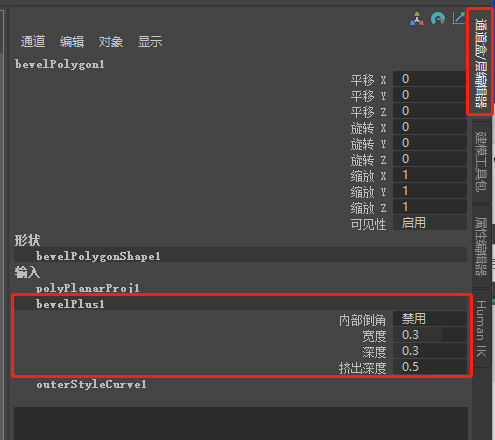 通道 编辑 对象 显示
bevelPolygon1
平移 X 0
平移 Y 0
平移 Z 0
旋转 X 0
旋转 Y 0
旋转 Z 0
缩放 X 1
缩放 Y 1
缩放 Z 1
可见性 启用
形状
bevelPolygonShape1
输入
polyPlanarProj1
bevelPlus1
内部倒角 禁用
宽度 0.3
深度 0.3
挤出深度 0.5
outerStyleCurve1
通道盒/层编辑器
建模工具包
属性编辑器
Human IK